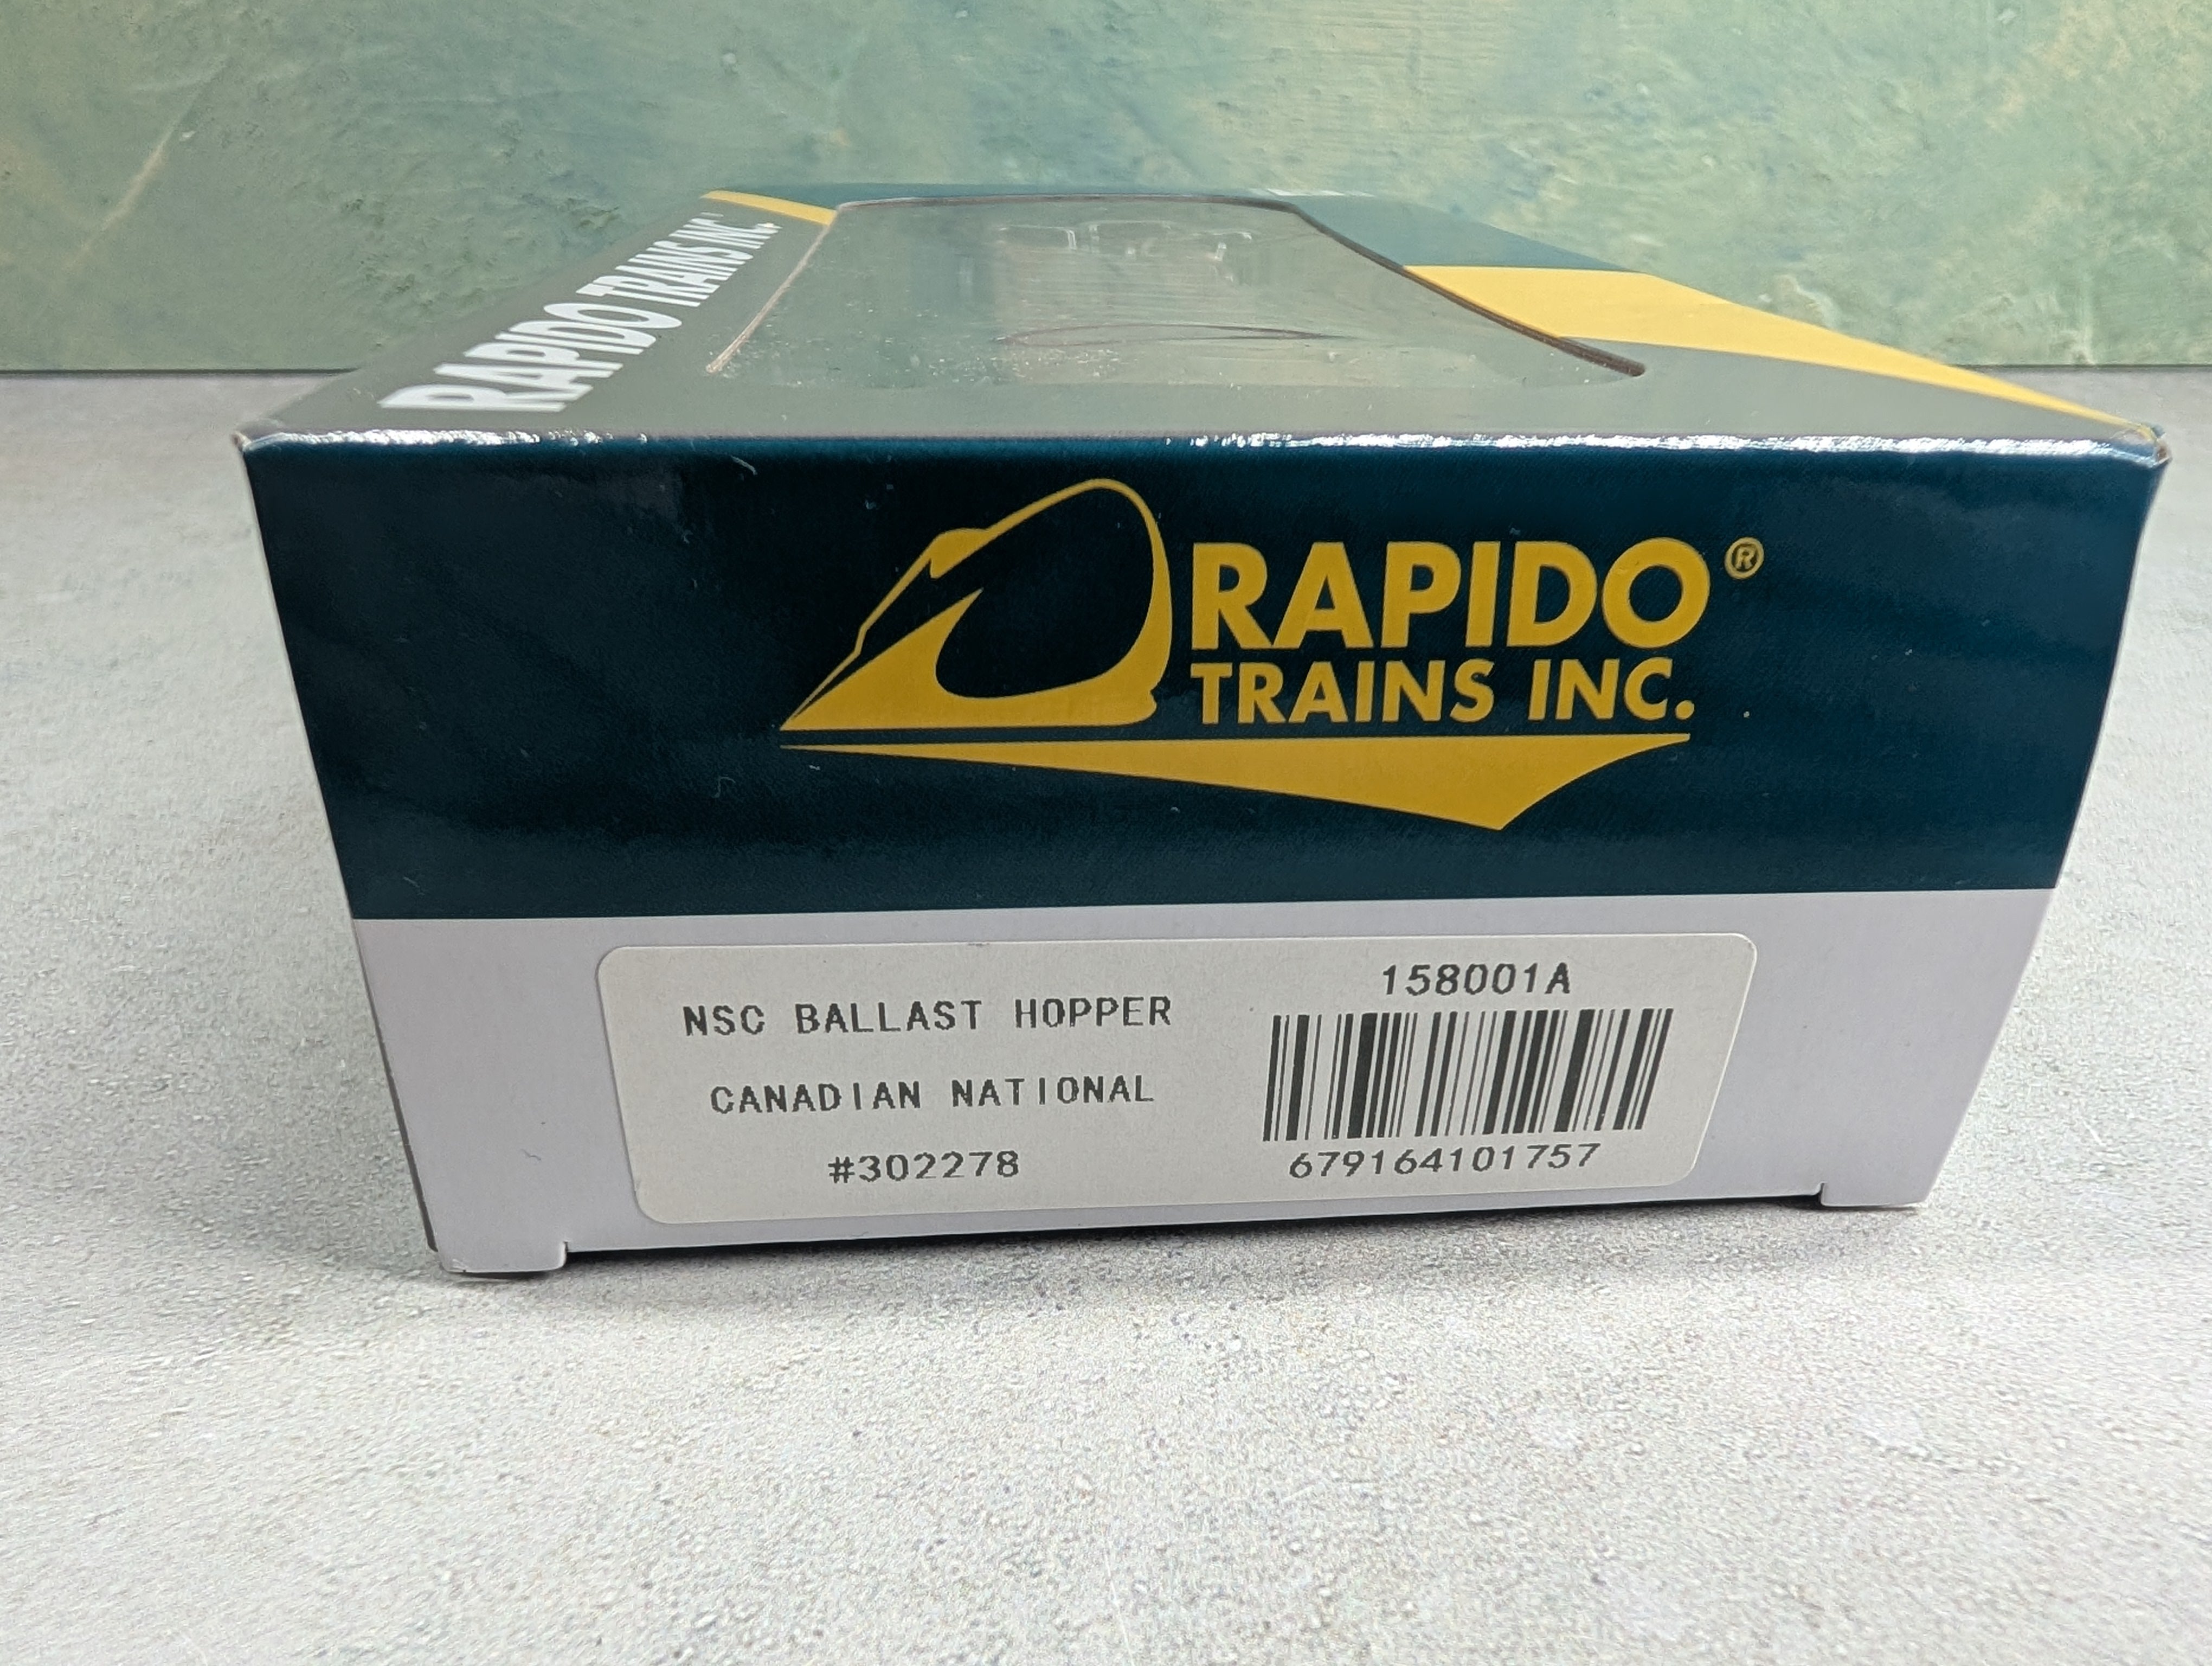 RAPIDO TRAINS INC.
RAPIDO®
TRAINS INC.
NSC BALLAST HOPPER
CANADIAN NATIONAL
#302278
158001A
679164101757